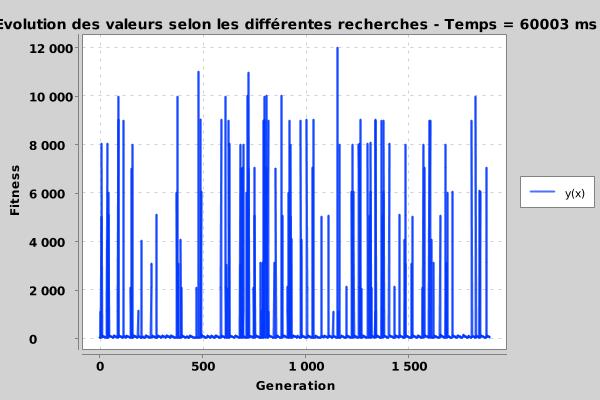 Evolution des valeurs selon les différentes recherches - Temps = 60003 ms
12 000
10 000
8 000
6 000
4 000
2 000
0
Fitness
y(x)
0 500 1 000 1 500
Generation